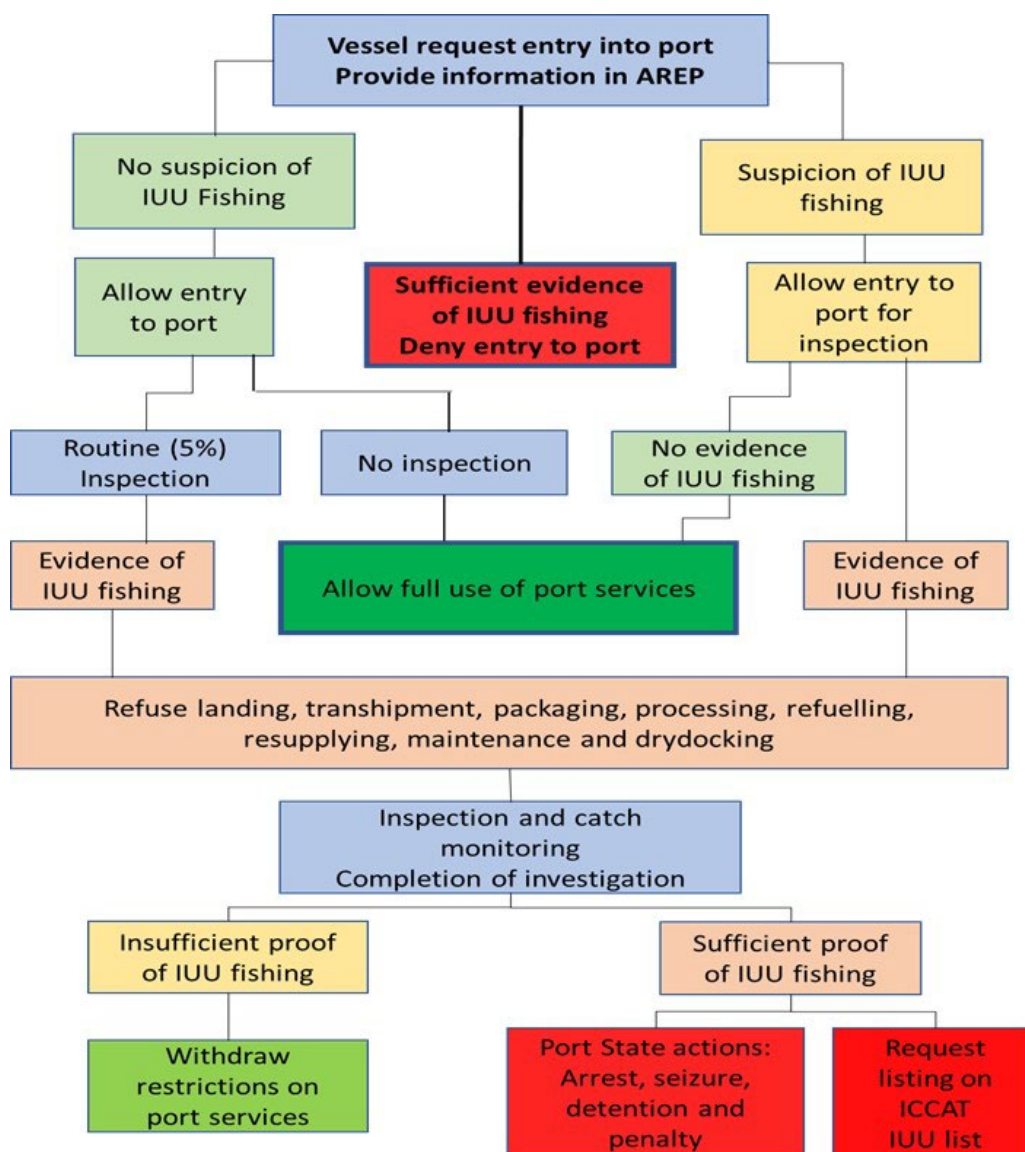 Vessel request entry into port
Provide information in AREP
No suspicion of
IUU Fishing
Suspicion of IUU
fishing
Allow entry
to port
Sufficient evidence
of IUU fishing
Deny entry to port
Allow entry to
port for
inspection
Routine (5%)
Inspection
No inspection
No evidence
of IUU fishing
Evidence of
IUU fishing
Allow full use of port services
Evidence of
IUU fishing
Refuse landing, transhipment, packaging, processing, refuelling,
resupplying, maintenance and drydocking
Inspection and catch
monitoring
Completion of investigation
Insufficient proof
of IUU fishing
Sufficient proof
of IUU fishing
Withdraw
restrictions on
port services
Port State actions:
Arrest, seizure,
detention and
penalty
Request
listing on
ICCAT
IUU list